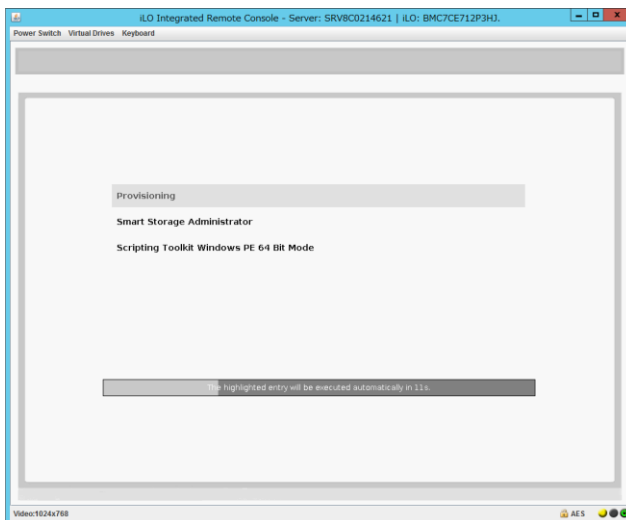 iLO Integrated Remote Console - Server: SRV8C0214621 | iLO: BMC7CE712P3HJ.
Power Switch Virtual Drives Keyboard
Provisioning
Smart Storage Administrator
Scripting Toolkit Windows PE 64 Bit Mode
The highlighted entry will be executed automatically in 11s.
Video:1024x768 AES